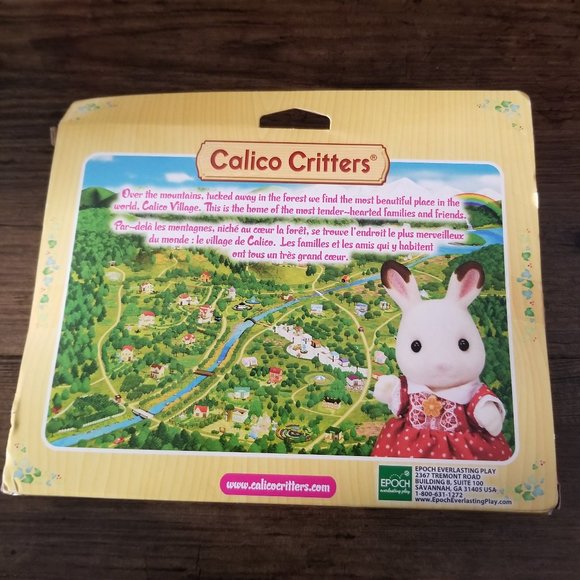 Calico Critters®
Over the mountains, tucked away in the forest we find the most beautiful place in the
world, Calico Village. This is the home of the most tender-hearted families and friends.
Par-delà les montagnes, niché au cœur la forêt, se trouve l'endroit le plus merveilleux
du monde : le village de Calico. Les familles et les amis qui y habitent
ont tous un très grand cœur.
www.calicocritters.com
EPOCH
everlasting play
EPOCH EVERLASTING PLAY
2367 TREMONT ROAD
BUILDING B, SUITE 100
SAVANNAH, GA 31405 USA
1-800-631-1272
www.EpochEverlastingPlay.com